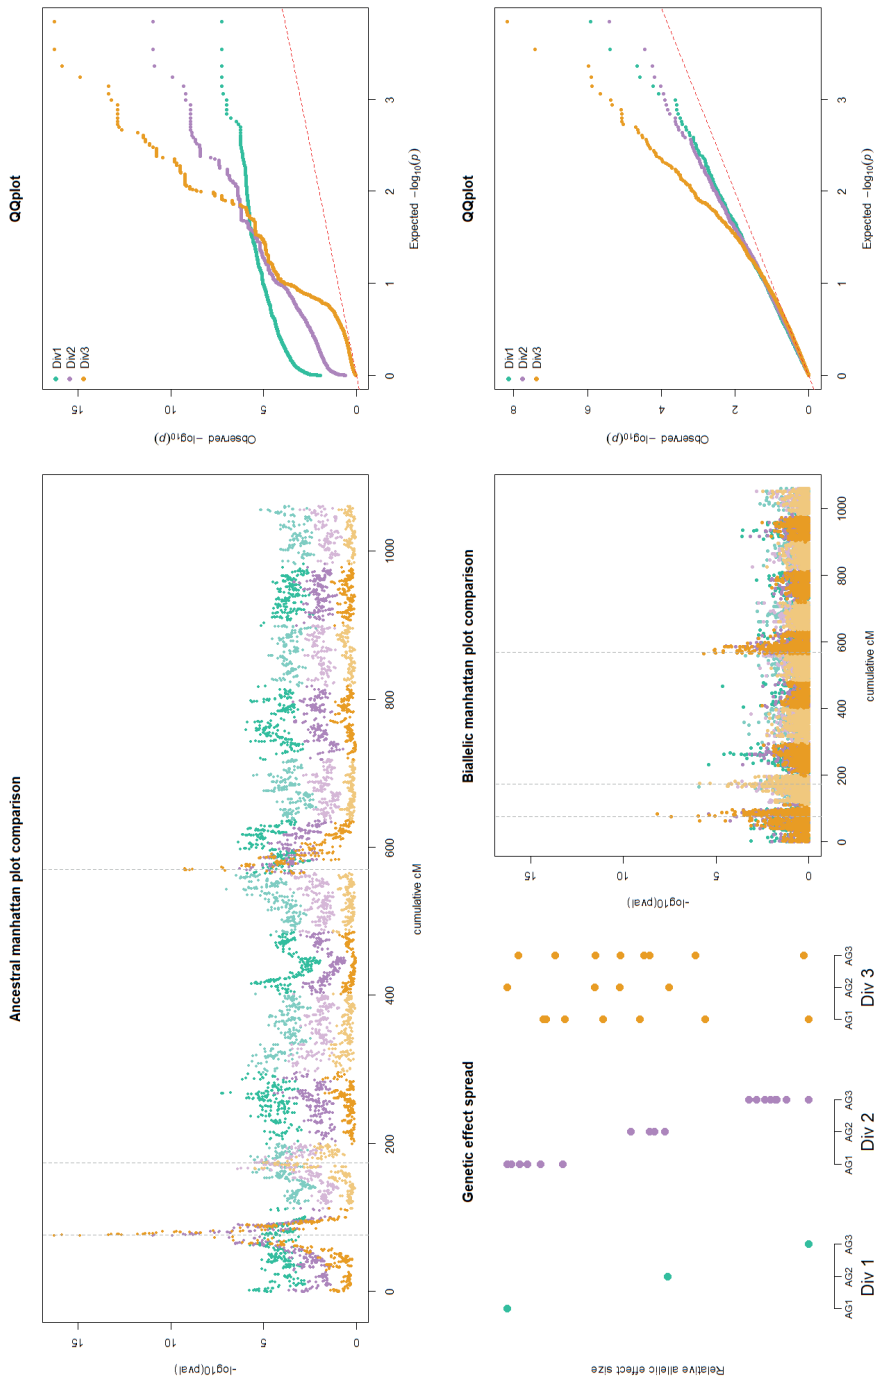 Ancestral manhattan plot comparison
-log10(pval)
0
5
10
15
0
200
400
600
800
1000
cumulative cM
QQplot
Observed −log10(p)
0
5
10
15
Div1
Div2
Div3
0
1
2
3
Expected −log10(p)
Genetic effect spread
Relative allelic effect size
AG1
AG2
AG3
AG1
AG2
AG3
AG1
AG2
AG3
Div 1
Div 2
Div 3
Biallelic manhattan plot comparison
-log10(pval)
0
5
10
15
0
200
400
600
800
1000
cumulative cM
QQplot
Observed −log10(p)
0
2
4
6
8
Div1
Div2
Div3
0
1
2
3
Expected −log10(p)